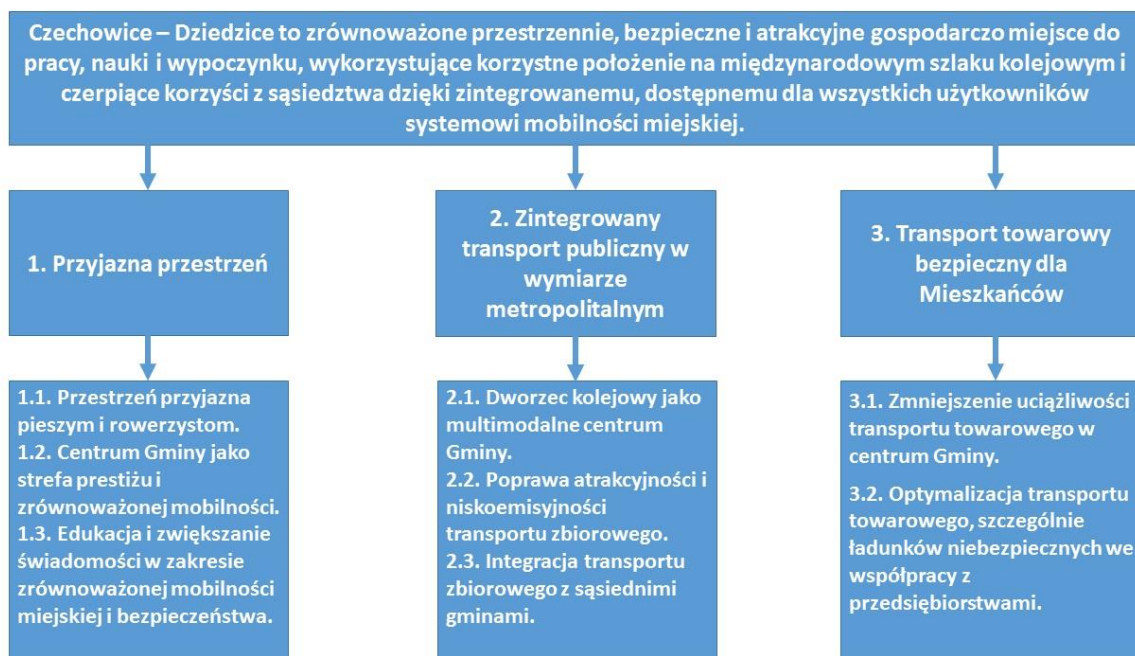 Czechowice – Dziedzice to zrównoważone przestrzennie, bezpieczne i atrakcyjne gospodarczo miejsce do
pracy, nauki i wypoczynku, wykorzystujące korzystne położenie na międzynarodowym szlaku kolejowym i
czerpiące korzyści z sąsiedztwa dzięki zintegrowanemu, dostępnemu dla wszystkich użytkowników
systemowi mobilności miejskiej.
1. Przyjazna przestrzeń
2. Zintegrowany
transport publiczny w
wymiarze
metropolitalnym
3. Transport towarowy
bezpieczny dla
Mieszkańców
1.1. Przestrzeń przyjazna
pieszym i rowerzystom.
1.2. Centrum Gminy jako
strefa prestiżu i
zrównoważonej mobilności.
1.3. Edukacja i zwiększanie
świadomości w zakresie
zrównoważonej mobilności
miejskiej i bezpieczeństwa.
2.1. Dworzec kolejowy jako
multimodalne centrum
Gminy.
2.2. Poprawa atrakcyjności i
niskoemisyjności
transportu zbiorowego.
2.3. Integracja transportu
zbiorowego z sąsiednimi
gminami.
3.1. Zmniejszenie uciążliwości
transportu towarowego w
centrum Gminy.
3.2. Optymalizacja transportu
towarowego, szczególnie
ładunków niebezpiecznych we
współpracy z
przedsiębiorstwami.